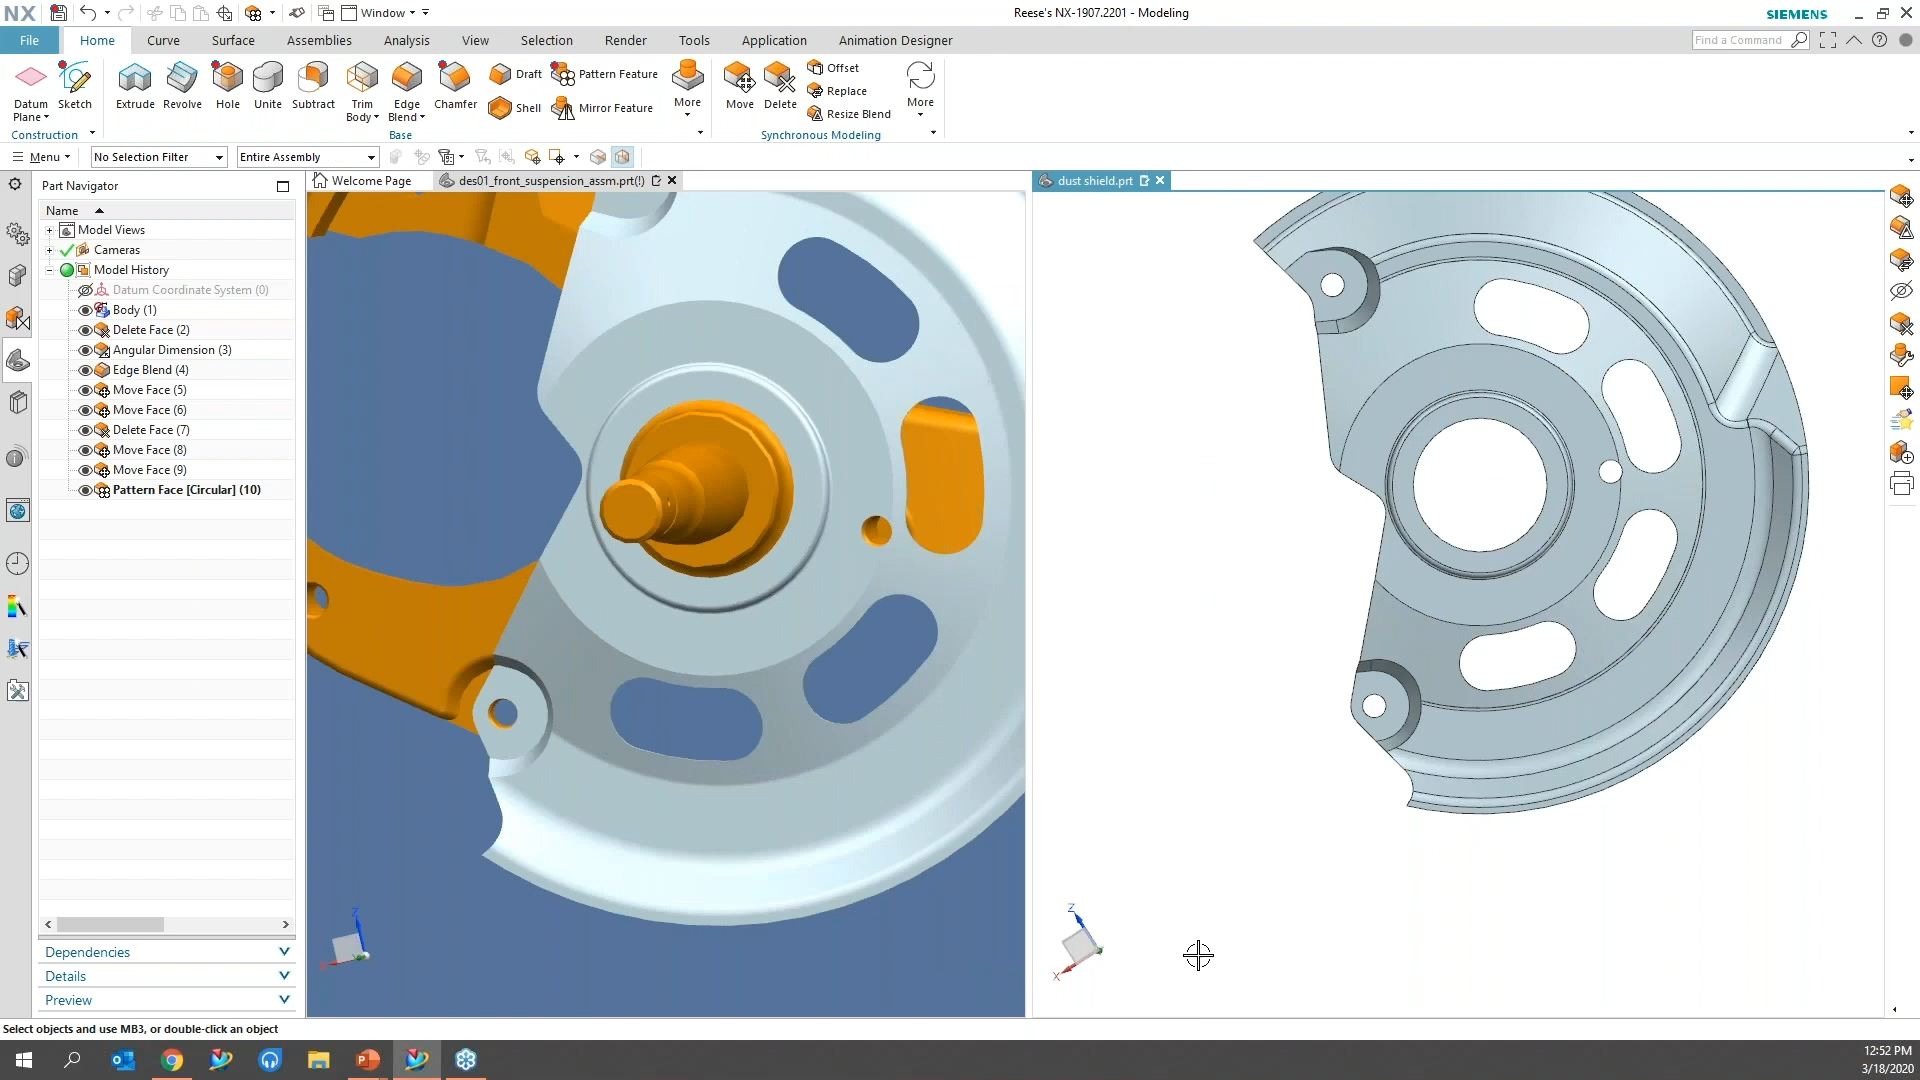 NX
Window
Reese's NX-1907.2201 - Modeling
SIEMENS
File
Home
Curve
Surface
Assemblies
Analysis
View
Selection
Render
Tools
Application
Animation Designer
Find a Command
Datum
Plane
Sketch
Extrude
Revolve
Hole
Unite
Subtract
Trim
Body
Edge
Blend
Chamfer
Draft
Shell
Pattern Feature
Mirror Feature
More
Move
Delete
Offset
Replace
Resize Blend
More
Construction
Base
Synchronous Modeling
Menu
No Selection Filter
Entire Assembly
Part Navigator
Welcome Page
des01_front_suspension_assm.prt(!)
dust shield.prt
Name
Model Views
Cameras
Model History
Datum Coordinate System (0)
Body (1)
Delete Face (2)
Angular Dimension (3)
Edge Blend (4)
Move Face (5)
Move Face (6)
Delete Face (7)
Move Face (8)
Move Face (9)
Pattern Face [Circular] (10)
Dependencies
Details
Preview
Z
Z
X
Select objects and use MB3, or double-click an object
12:52 PM
3/18/2020